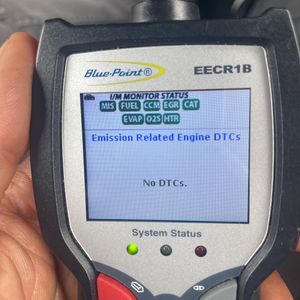 Blue-Point®
EECR1B
I/M MONITOR STATUS
MIS FUEL CCM EGR CAT
EVAP O2S HTR
Emission Related Engine DTCs
No DTCs.
System Status